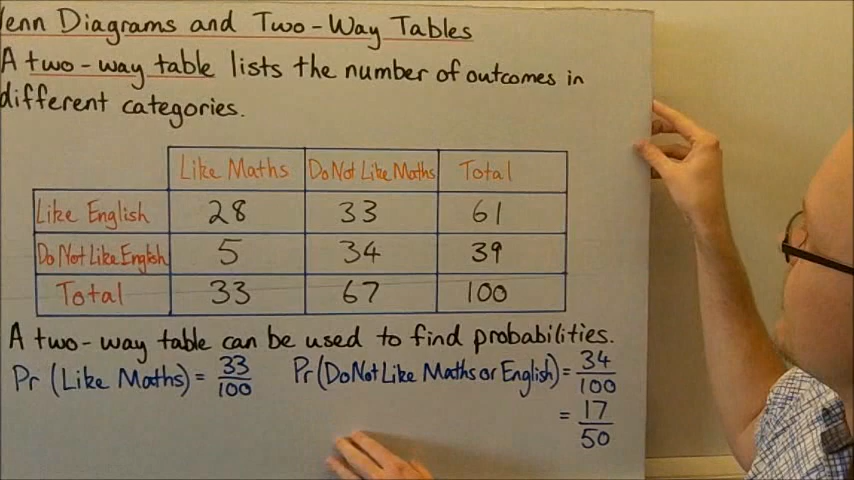 Venn Diagrams and Two-Way Tables
A two-way table lists the number of outcomes in
different categories.
Like Maths Do Not Like Maths Total
Like English 28 33 61
Do Not Like English 5 34 39
Total 33 67 100
A two-way table can be used to find probabilities.
Pr (Like Maths) = 33/100 Pr (Do Not Like Maths or English) = 34/100
= 17/50